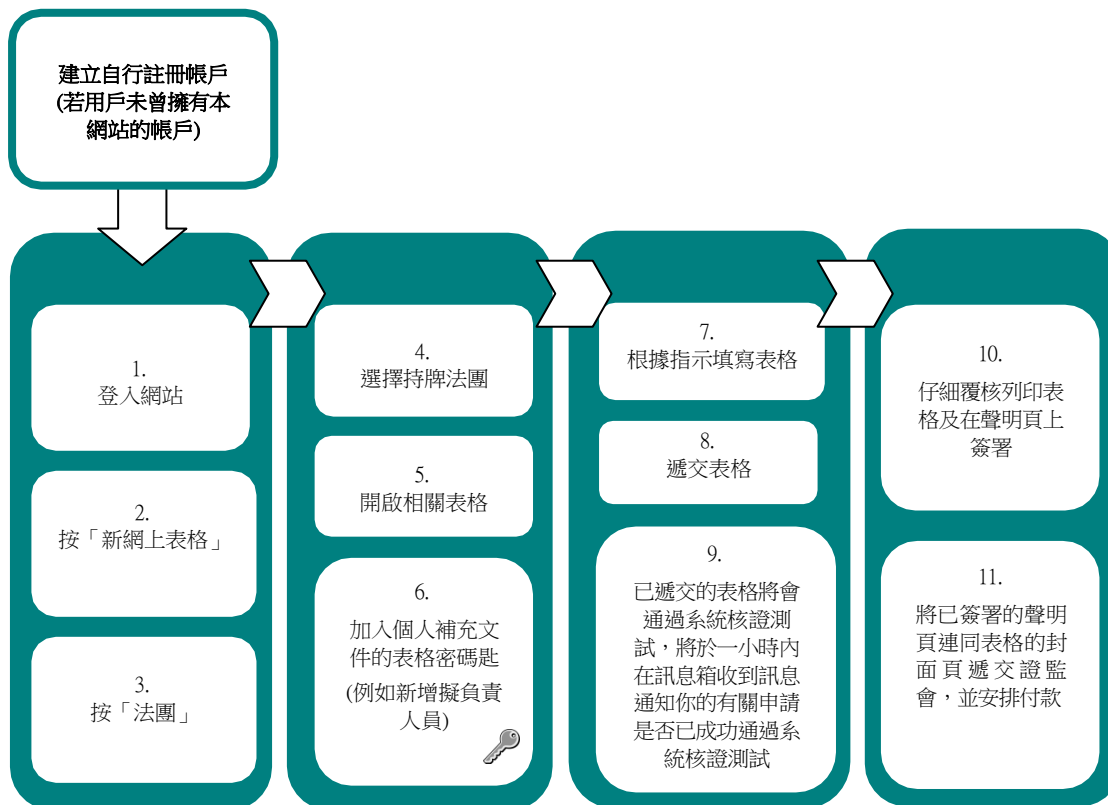 建立自行註冊帳戶
(若用戶未曾擁有本
網站的帳戶)
1.
登入網站
2.
按「新網上表格」
3.
按「法團」
4.
選擇持牌法團
5.
開啟相關表格
6.
加入個人補充文
件的表格密碼匙
(例如新增擬負責
人員)
7.
根據指示填寫表格
8.
遞交表格
9.
已遞交的表格將會
通過系統核證測
試，將於一小時內
在訊息箱收到訊息
通知你的有關申請
是否已成功通過系
統核證測試
10.
仔細覆核列印表
格及在聲明頁上
簽署
11.
將已簽署的聲明
頁連同表格的封
面頁遞交證監
會，並安排付款